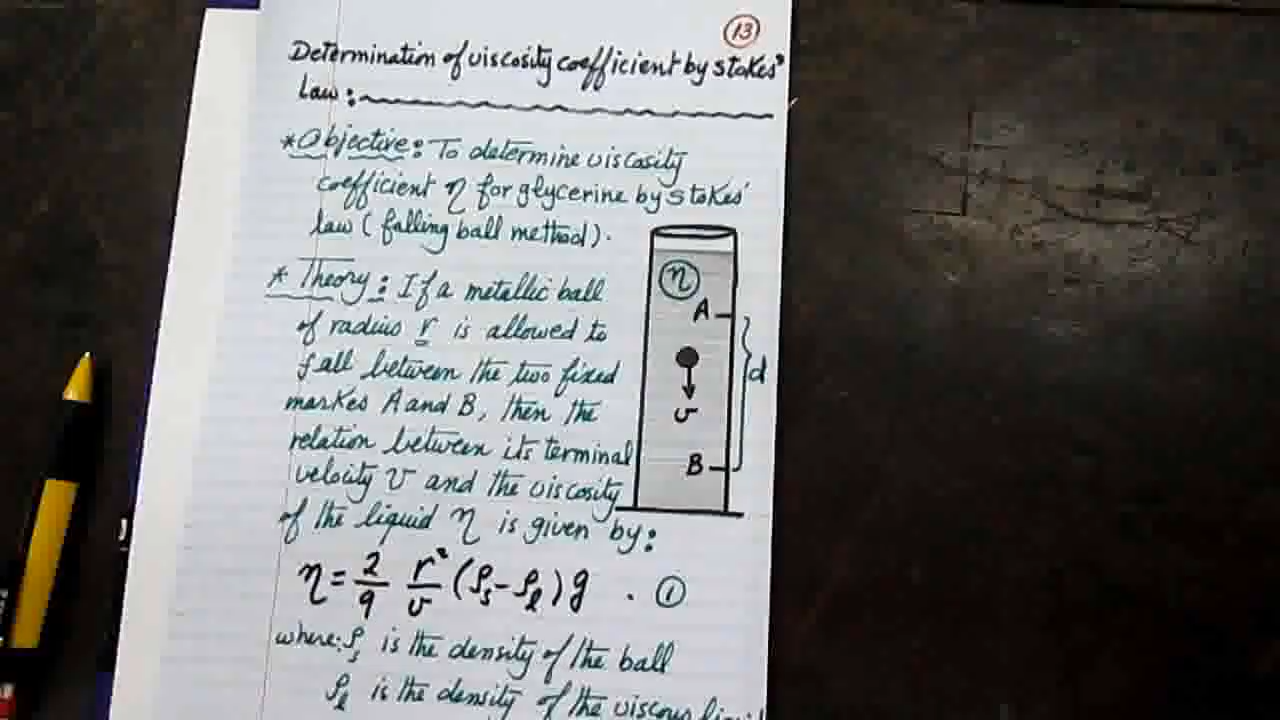 13
Determination of viscosity coefficient by stokes'
Law:
*Objective: To determine viscosity
coefficient η for glycerine by stokes'
law (falling ball method).
* Theory: If a metallic ball
of radius r is allowed to
fall between the two fixed
markes A and B, then the
relation between its terminal
velocity v and the viscosity
of the liquid η is given by:
η = 2/9 r²/v (ρs - ρℓ) g . ①
where: ρs is the density of the ball
ρℓ is the density of the viscous liquid
η
A
d
v
B